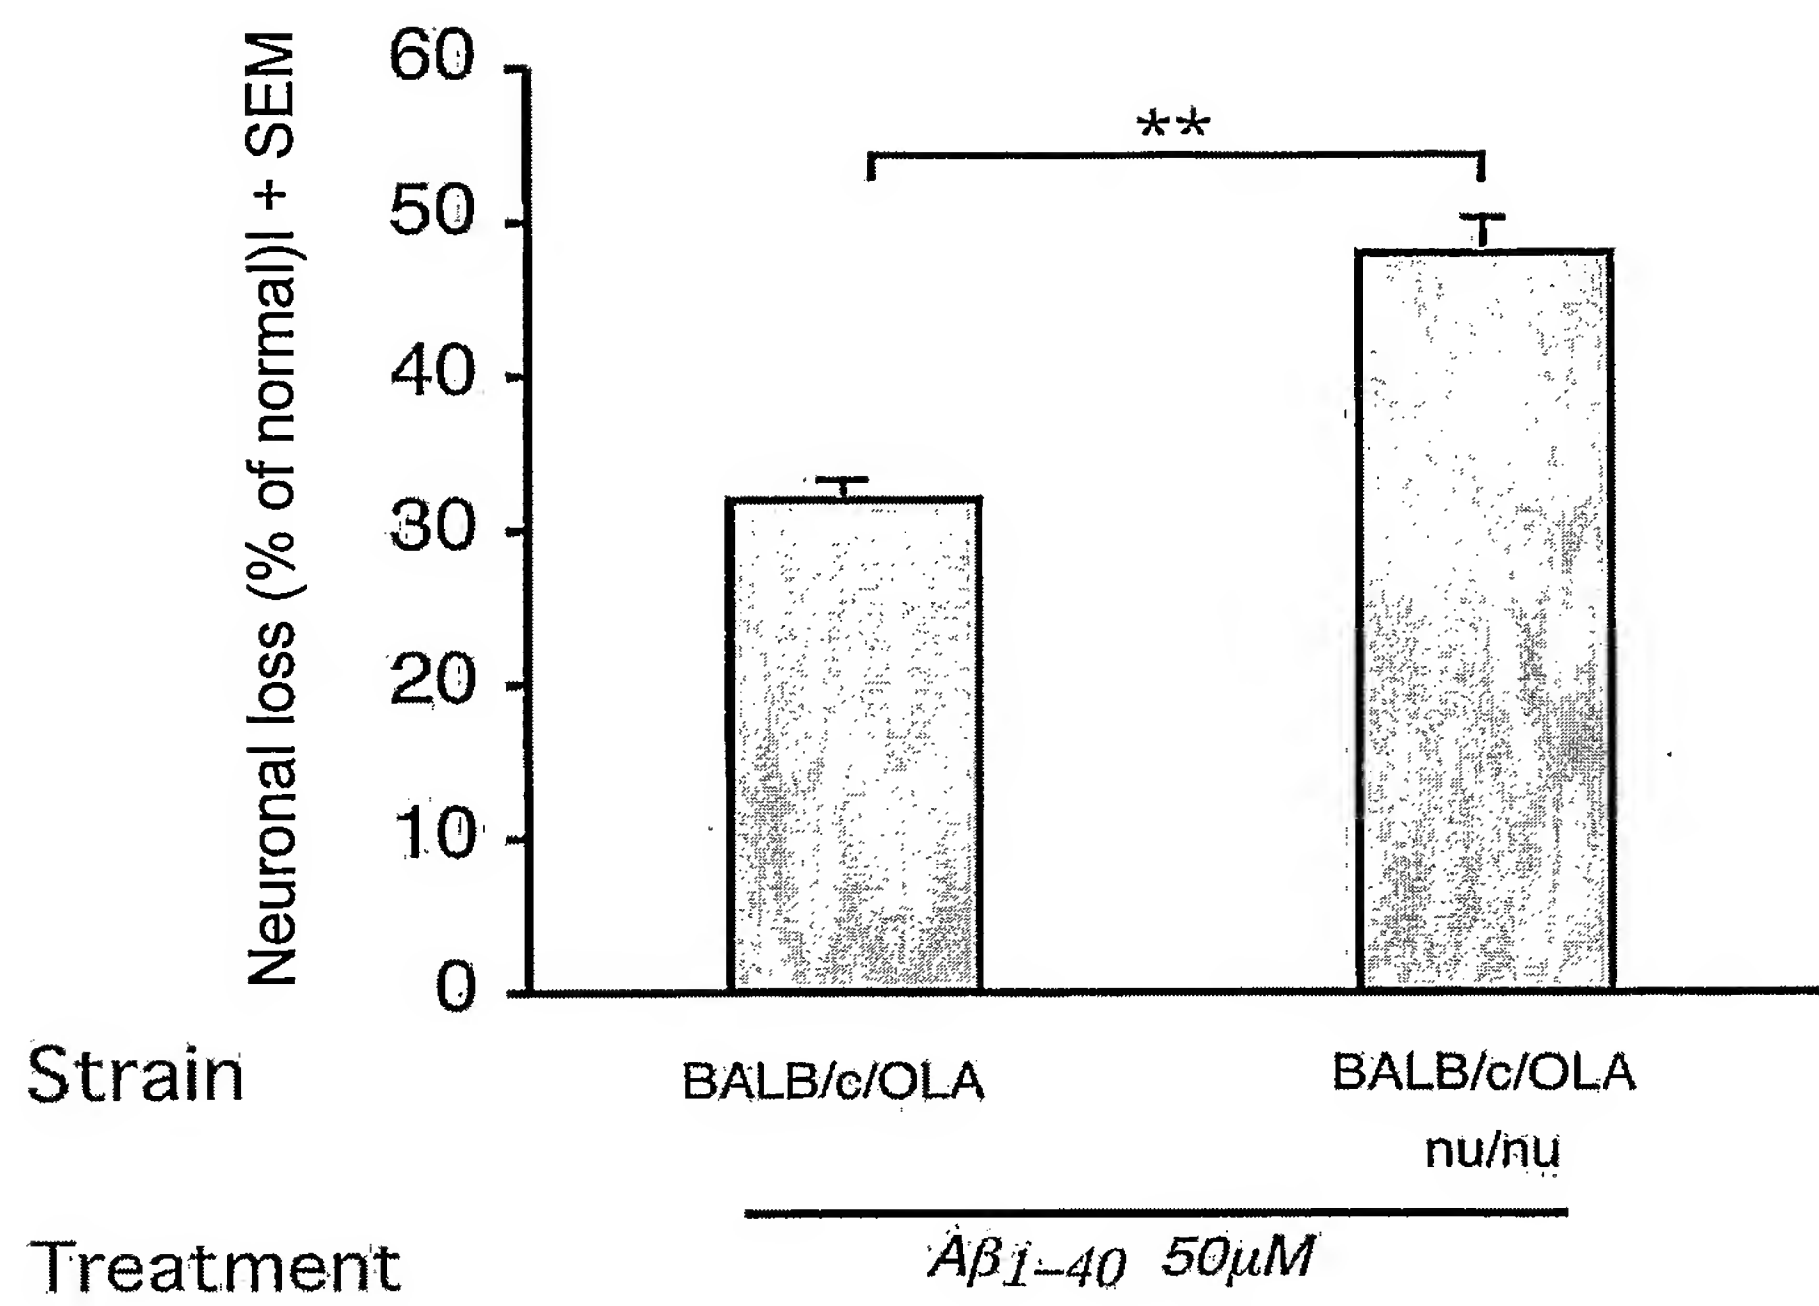 Neuronal loss (% of normal)l + SEM
60
50
40
30
20
10
0
**
Strain
BALB/c/OLA
BALB/c/OLA
nu/nu
Treatment
Aβ1–40 50μM